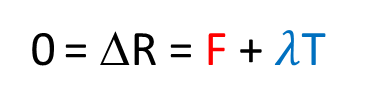 0 = ΔR = F + λT